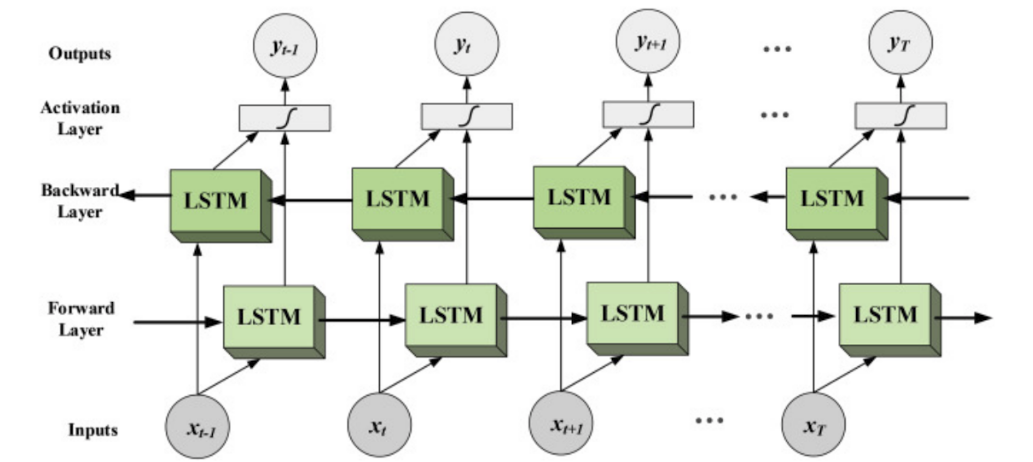 Outputs
y_{t-1} y_t y_{t+1} ... y_T
Activation
Layer
∫ ∫ ∫ ... ∫
Backward
Layer
LSTM LSTM LSTM ... LSTM
Forward
Layer
LSTM LSTM LSTM ... LSTM
Inputs
x_{t-1} x_t x_{t+1} ... x_T